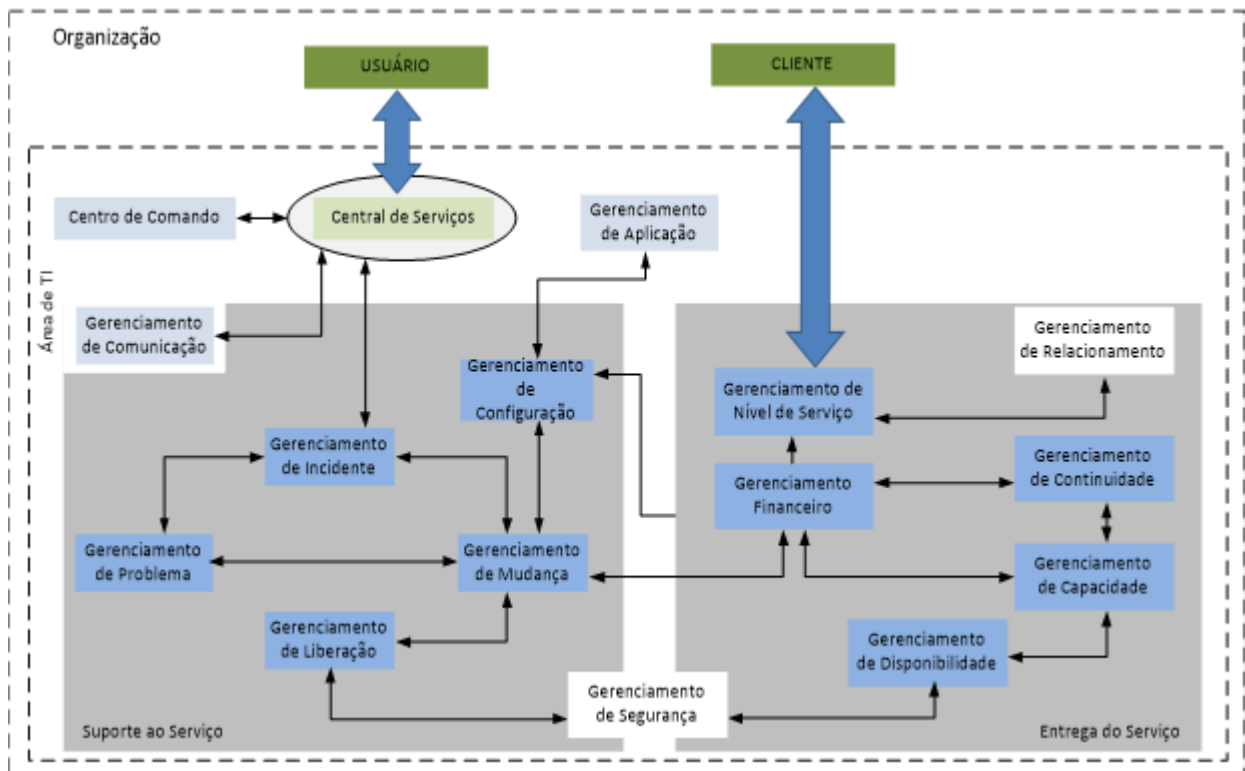 Organização
USUÁRIO
CLIENTE
Centro de Comando
Central de Serviços
Gerenciamento
de Aplicação
Área de TI
Gerenciamento
de Comunicação
Gerenciamento
de Relacionamento
Gerenciamento
de
Configuração
Gerenciamento de
Nível de Serviço
Gerenciamento
de Incidente
Gerenciamento
Financeiro
Gerenciamento
de Continuidade
Gerenciamento
de Problema
Gerenciamento
de Mudança
Gerenciamento
de Capacidade
Gerenciamento
de Liberação
Gerenciamento
de Disponibilidade
Gerenciamento
de Segurança
Suporte ao Serviço
Entrega do Serviço